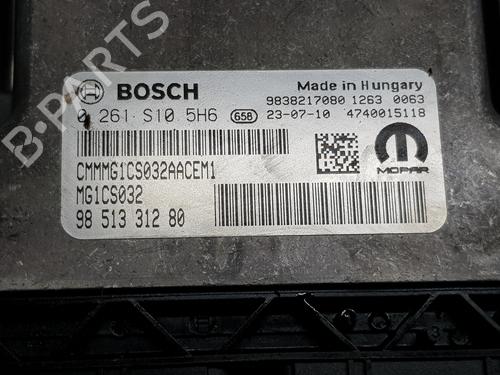 B-PARTS
BOSCH
Made in Hungary
9838217080 1263 0063
0 261 S10 5H6 658 23-07-10 4740015118
CMMMG1CS032AACEM1
MG1CS032
98 513 312 80
MOPAR